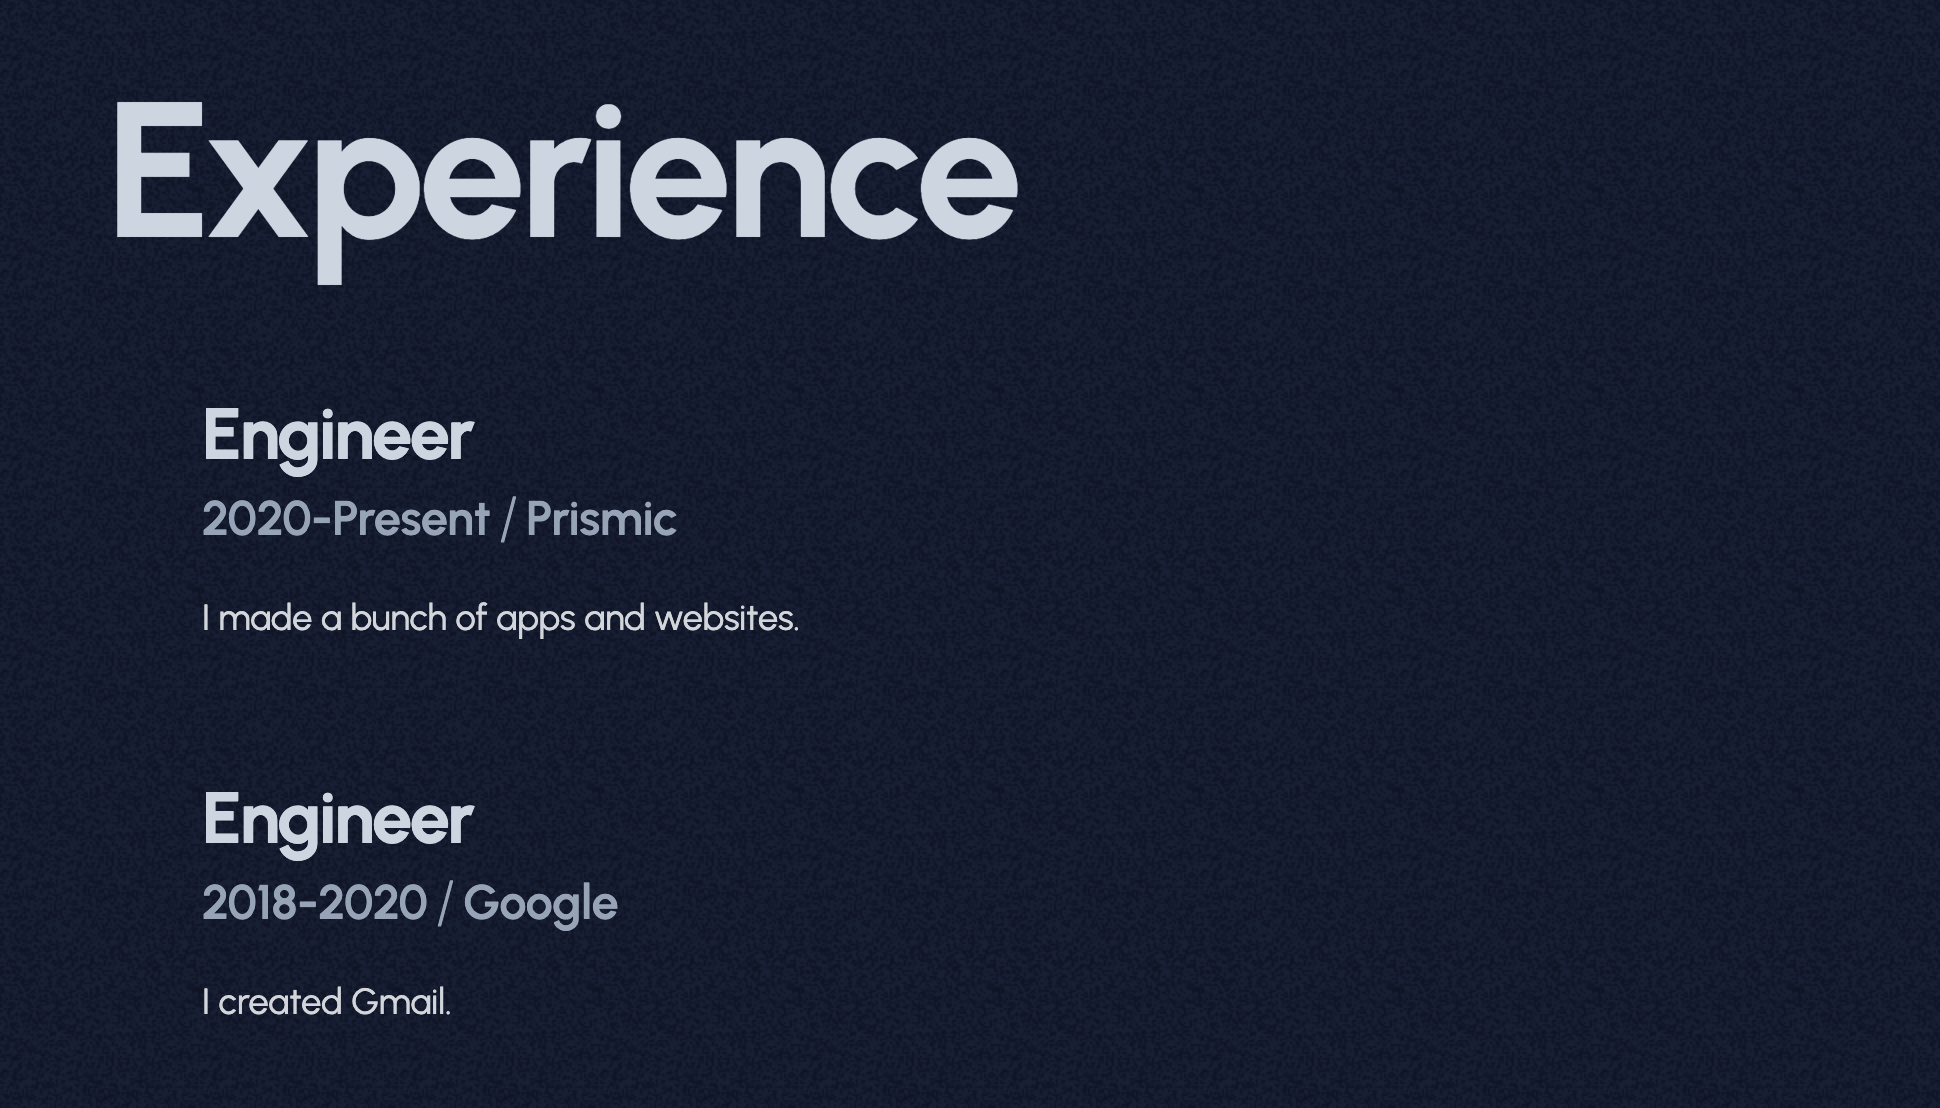 Experience
Engineer
2020-Present / Prismic
I made a bunch of apps and websites.
Engineer
2018-2020 / Google
I created Gmail.